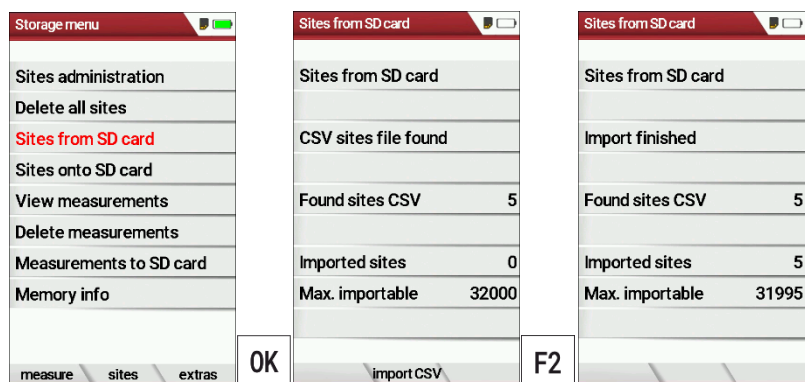 Storage menu
Sites administration
Delete all sites
Sites from SD card
Sites onto SD card
View measurements
Delete measurements
Measurements to SD card
Memory info
measure sites extras
OK
Sites from SD card
Sites from SD card
CSV sites file found
Found sites CSV 5
Imported sites 0
Max. importable 32000
import CSV
F2
Sites from SD card
Sites from SD card
Import finished
Found sites CSV 5
Imported sites 5
Max. importable 31995